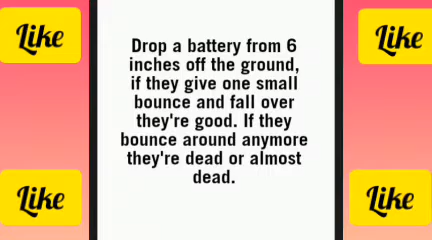 Like
Like
Drop a battery from 6
inches off the ground,
if they give one small
bounce and fall over
they're good. If they
bounce around anymore
they're dead or almost
dead.
Like
Like